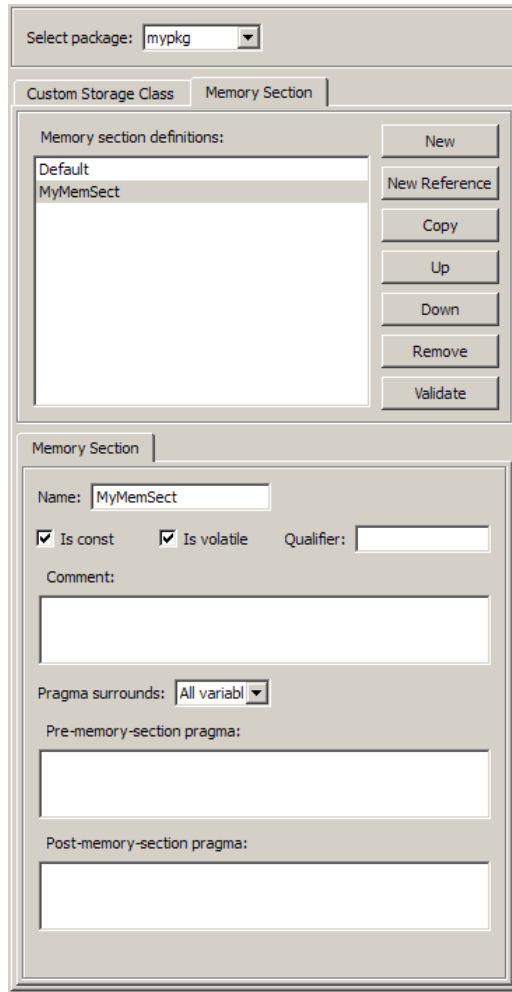 Select package: mypkg
Custom Storage Class Memory Section
Memory section definitions:
Default
MyMemSect
New
New Reference
Copy
Up
Down
Remove
Validate
Memory Section
Name: MyMemSect
Is const Is volatile Qualifier:
Comment:
Pragma surrounds: All variabl
Pre-memory-section pragma:
Post-memory-section pragma: